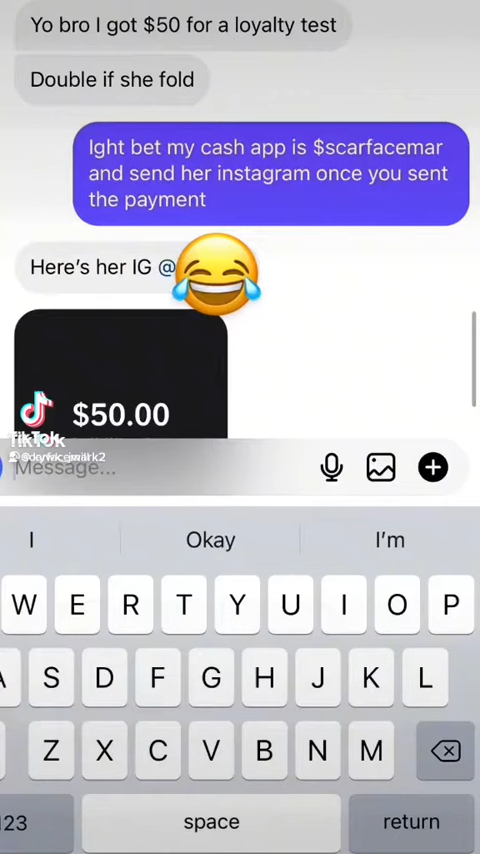 Yo bro I got $50 for a loyalty test
Double if she fold
Ight bet my cash app is $scarfacemar
and send her instagram once you sent
the payment
Here's her IG @
$50.00
TikTok
Message...
I Okay I'm
W E R T Y U I O P
A S D F G H J K L
Z X C V B N M
123 space return